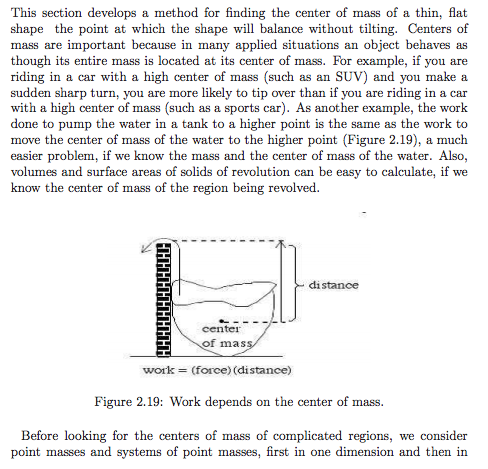 This section develops a method for finding the center of mass of a thin, flat
shape the point at which the shape will balance without tilting. Centers of
mass are important because in many applied situations an object behaves as
though its entire mass is located at its center of mass. For example, if you are
riding in a car with a high center of mass (such as an SUV) and you make a
sudden sharp turn, you are more likely to tip over than if you are riding in a car
with a high center of mass (such as a sports car). As another example, the work
done to pump the water in a tank to a higher point is the same as the work to
move the center of mass of the water to the higher point (Figure 2.19), a much
easier problem, if we know the mass and the center of mass of the water. Also,
volumes and surface areas of solids of revolution can be easy to calculate, if we
know the center of mass of the region being revolved.
distance
center
of mass
work = (force)(distance)
Figure 2.19: Work depends on the center of mass.
Before looking for the centers of mass of complicated regions, we consider
point masses and systems of point masses, first in one dimension and then in